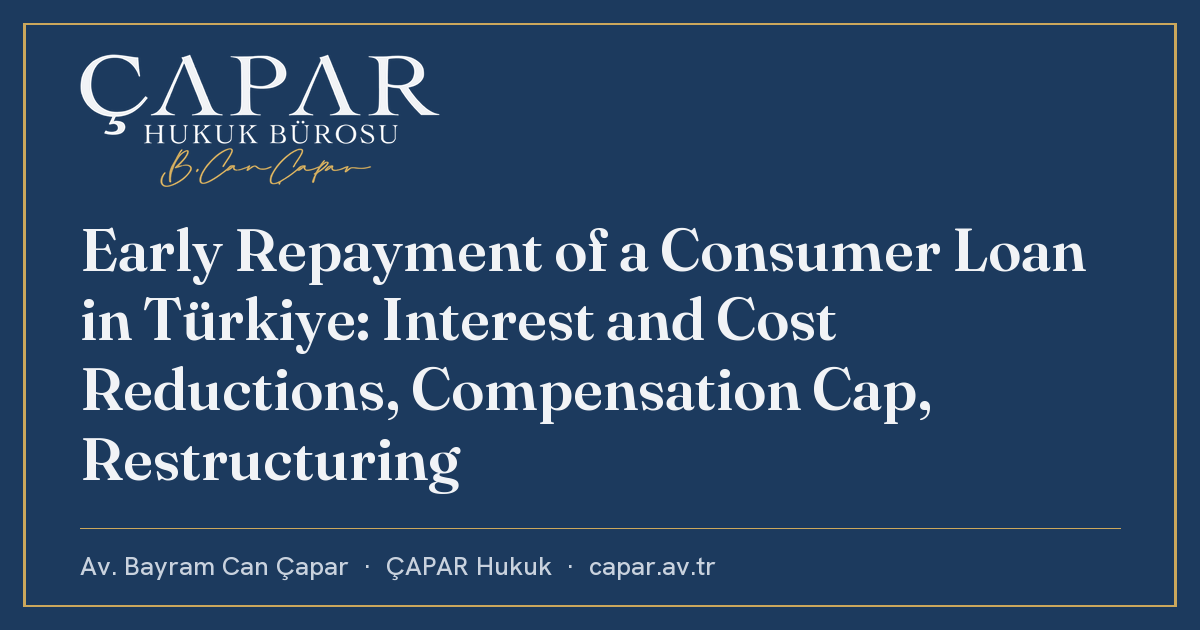 ÇAPAR
HUKUK BÜROSU
B.Can Çapar
Early Repayment of a Consumer Loan
in Türkiye: Interest and Cost
Reductions, Compensation Cap,
Restructuring
Av. Bayram Can Çapar · ÇAPAR Hukuk · capar.av.tr